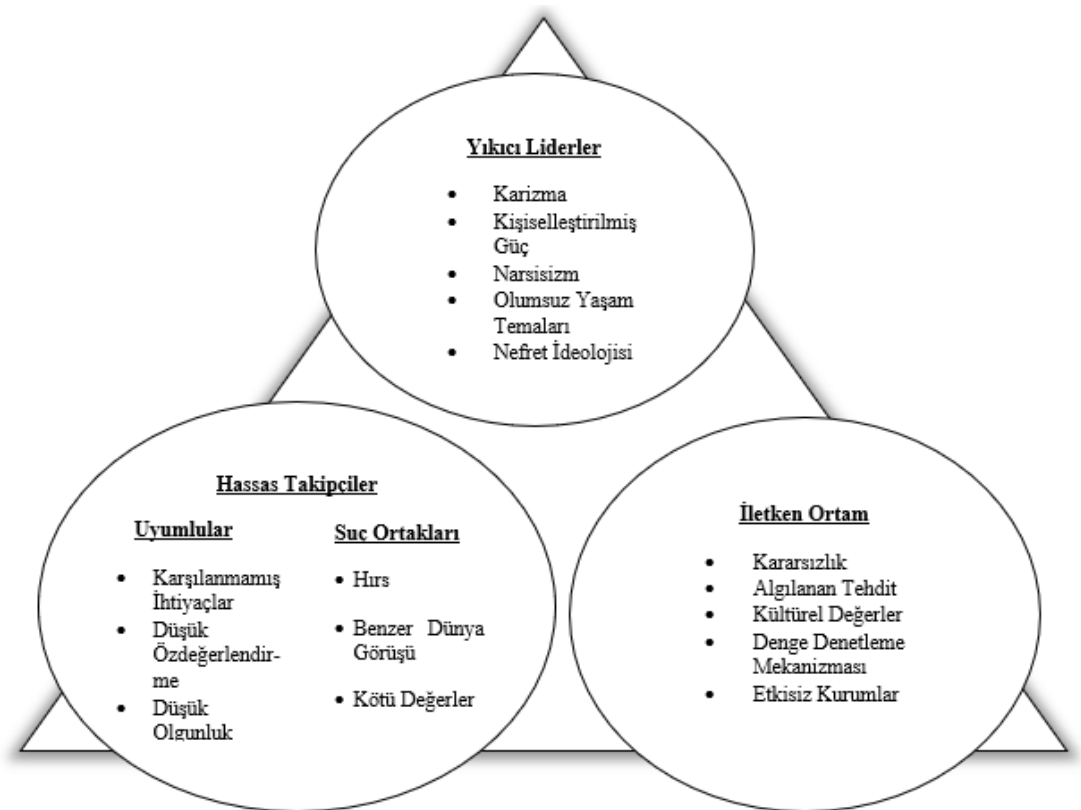 Yıkıcı Liderler
• Karizma
• Kişiselleştirilmiş
Güç
• Narsisizm
• Olumsuz Yaşam
Temaları
• Nefret İdeolojisi
Hassas Takipçiler
Uyumlular
• Karşılanmamış
İhtiyaçlar
• Düşük
Özdeğerlendir-
me
• Düşük
Olgunluk
Suc Ortakları
• Hırs
• Benzer Dünya
Görüşü
• Kötü Değerler
İletken Ortam
• Kararsızlık
• Algılanan Tehdit
• Kültürel Değerler
• Denge Denetleme
Mekanizması
• Etkisiz Kurumlar